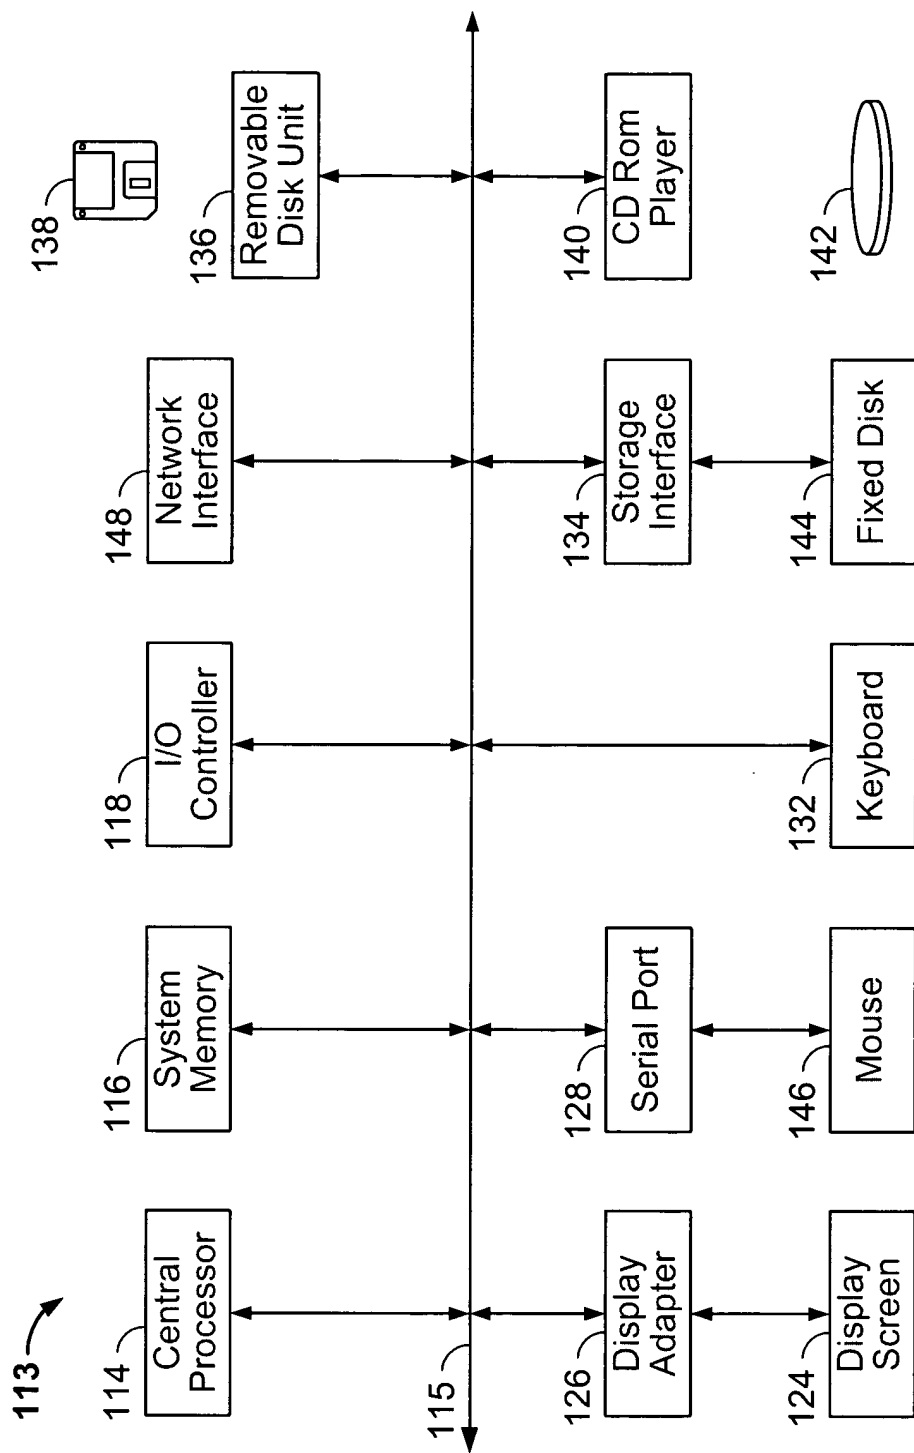 113
114
Central
Processor
116
System
Memory
118
I/O
Controller
148
Network
Interface
138
136
Removable
Disk Unit
115
126
Display
Adapter
128
Serial Port
134
Storage
Interface
140
CD Rom
Player
124
Display
Screen
146
Mouse
132
Keyboard
144
Fixed Disk
142